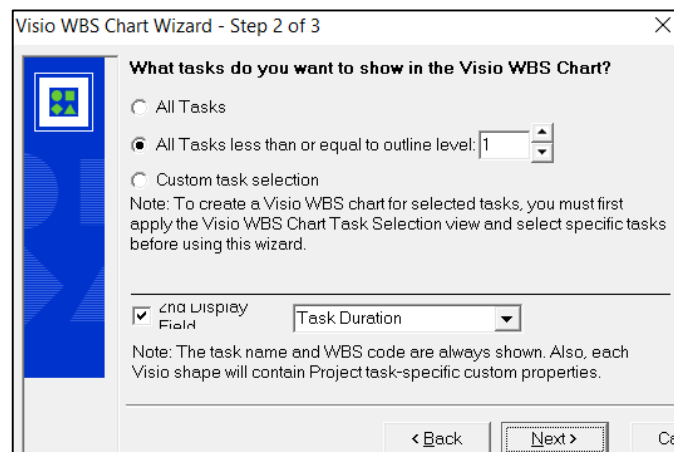 Visio WBS Chart Wizard - Step 2 of 3
What tasks do you want to show in the Visio WBS Chart?
All Tasks
All Tasks less than or equal to outline level: 1
Custom task selection
Note: To create a Visio WBS chart for selected tasks, you must first
apply the Visio WBS Chart Task Selection view and select specific tasks
before using this wizard.
2nd Display
Field
Task Duration
Note: The task name and WBS code are always shown. Also, each
Visio shape will contain Project task-specific custom properties.
< Back
Next >
Ca